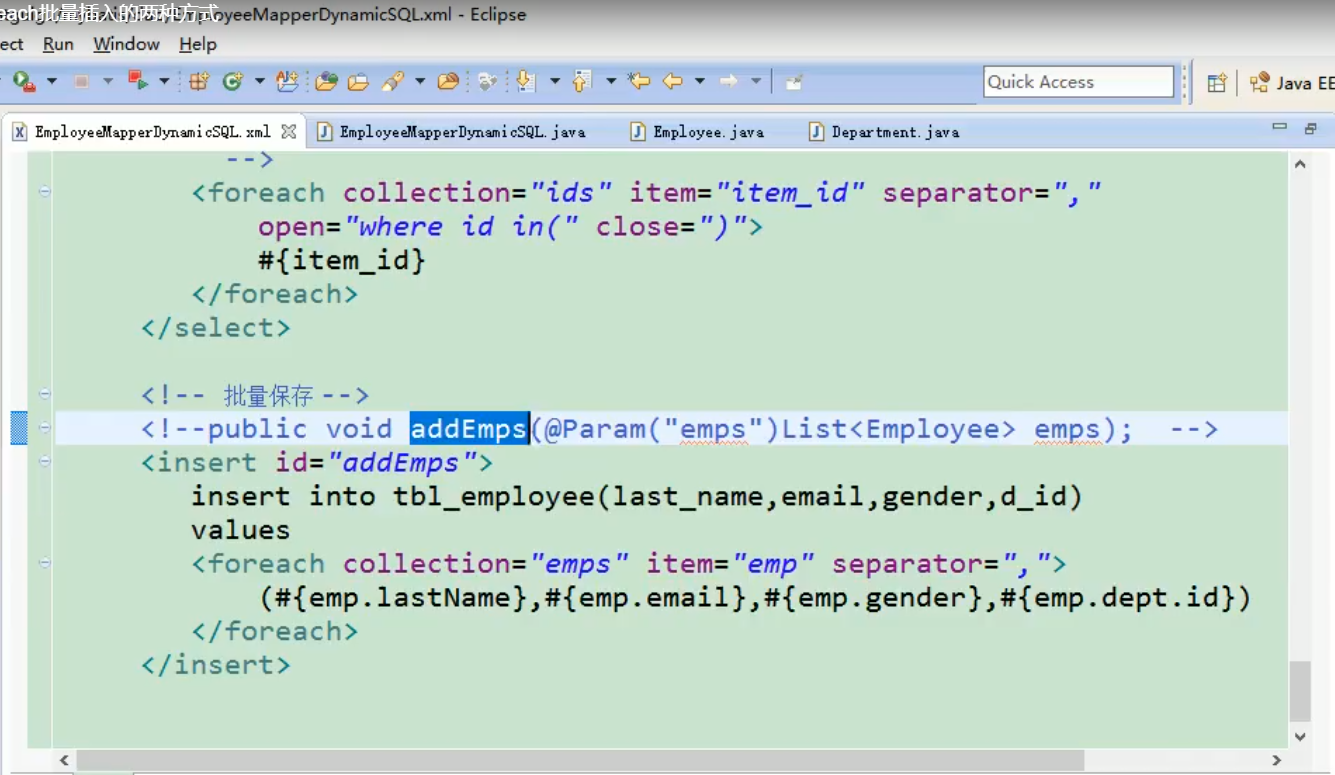 each批量插入的两种方式
EmployeeMapperDynamicSQL.xml - Eclipse
ect Run Window Help
Quick Access
Java EE
EmployeeMapperDynamicSQL.xml EmployeeMapperDynamicSQL.java Employee.java Department.java
-->
<foreach collection="ids" item="item_id" separator=","
open="where id in(" close=")">
#{item_id}
</foreach>
</select>
<!-- 批量保存 -->
<!--public void addEmps(@Param("emps")List<Employee> emps);  -->
<insert id="addEmps">
insert into tbl_employee(last_name,email,gender,d_id)
values
<foreach collection="emps" item="emp" separator=",">
(#{emp.lastName},#{emp.email},#{emp.gender},#{emp.dept.id})
</foreach>
</insert>